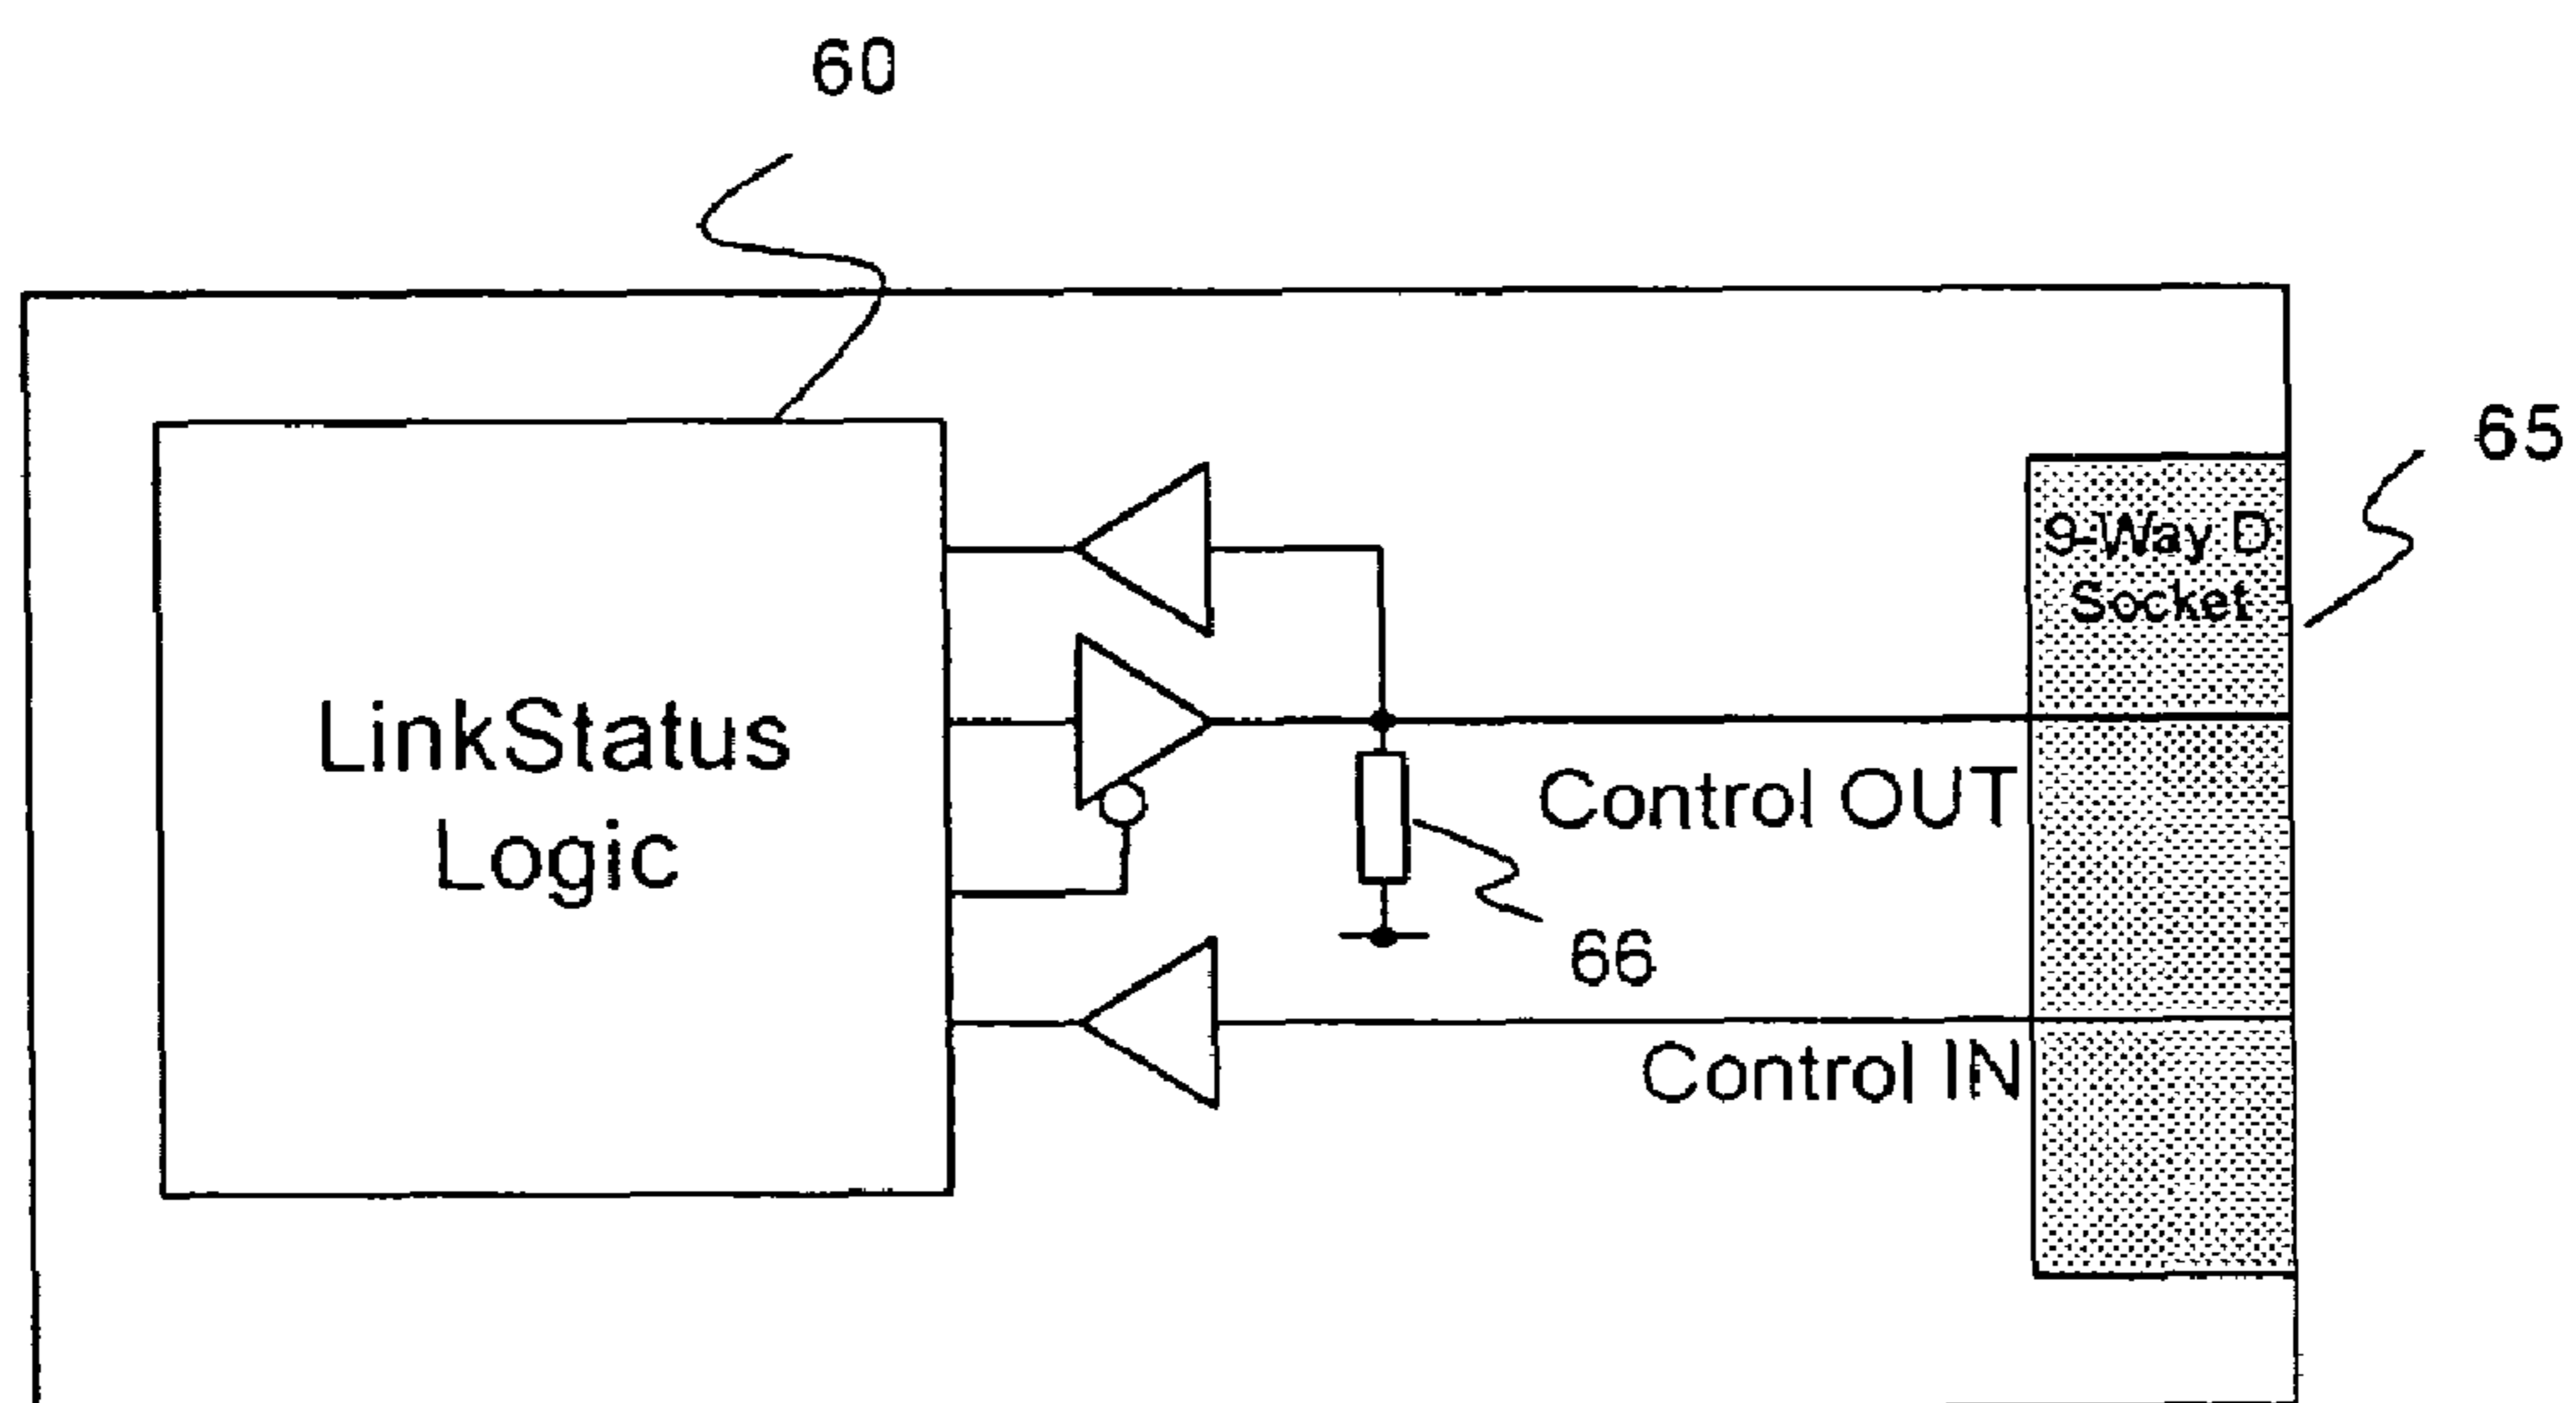 60
65
9-Way D
Socket
LinkStatus
Logic
Control OUT
66
Control IN